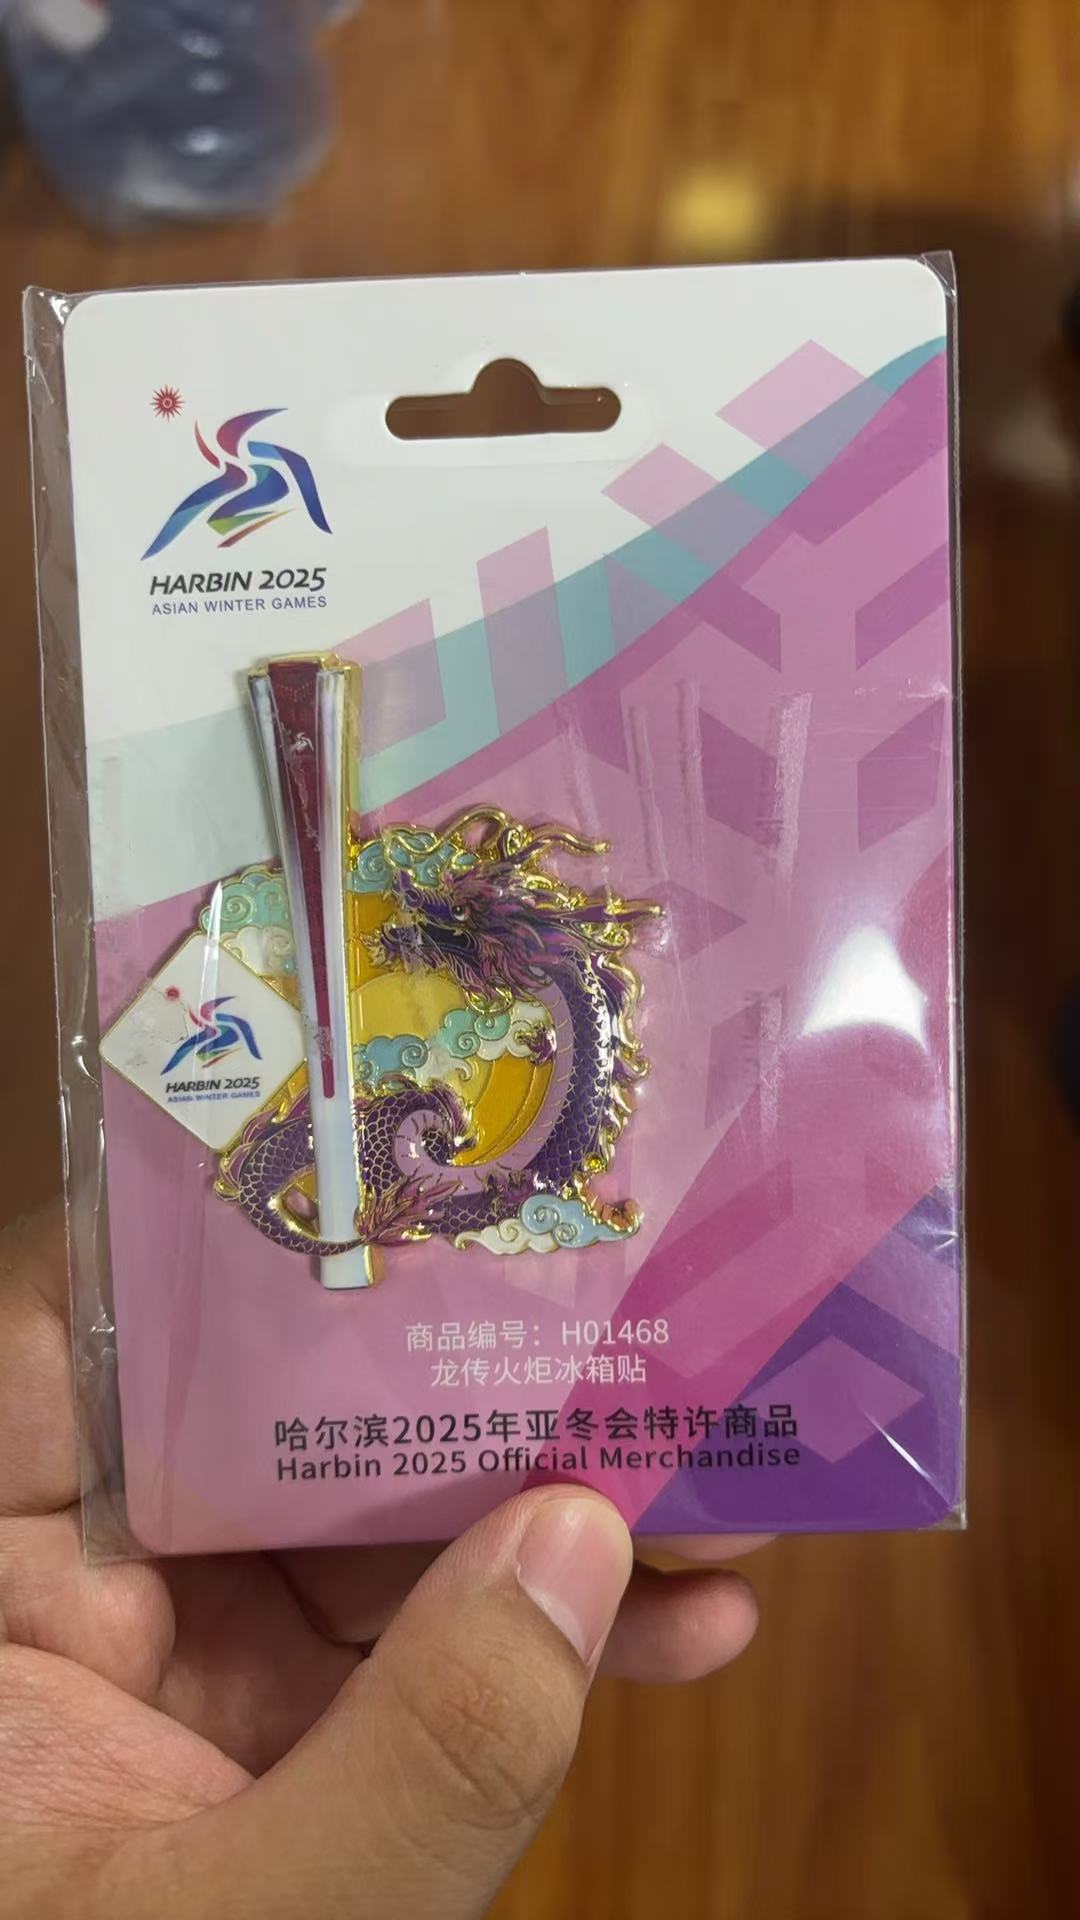 HARBIN 2025
ASIAN WINTER GAMES
HARBIN 2025
ASIAN WINTER GAMES
商品编号：H01468
龙传火炬冰箱贴
哈尔滨2025年亚冬会特许商品
Harbin 2025 Official Merchandise